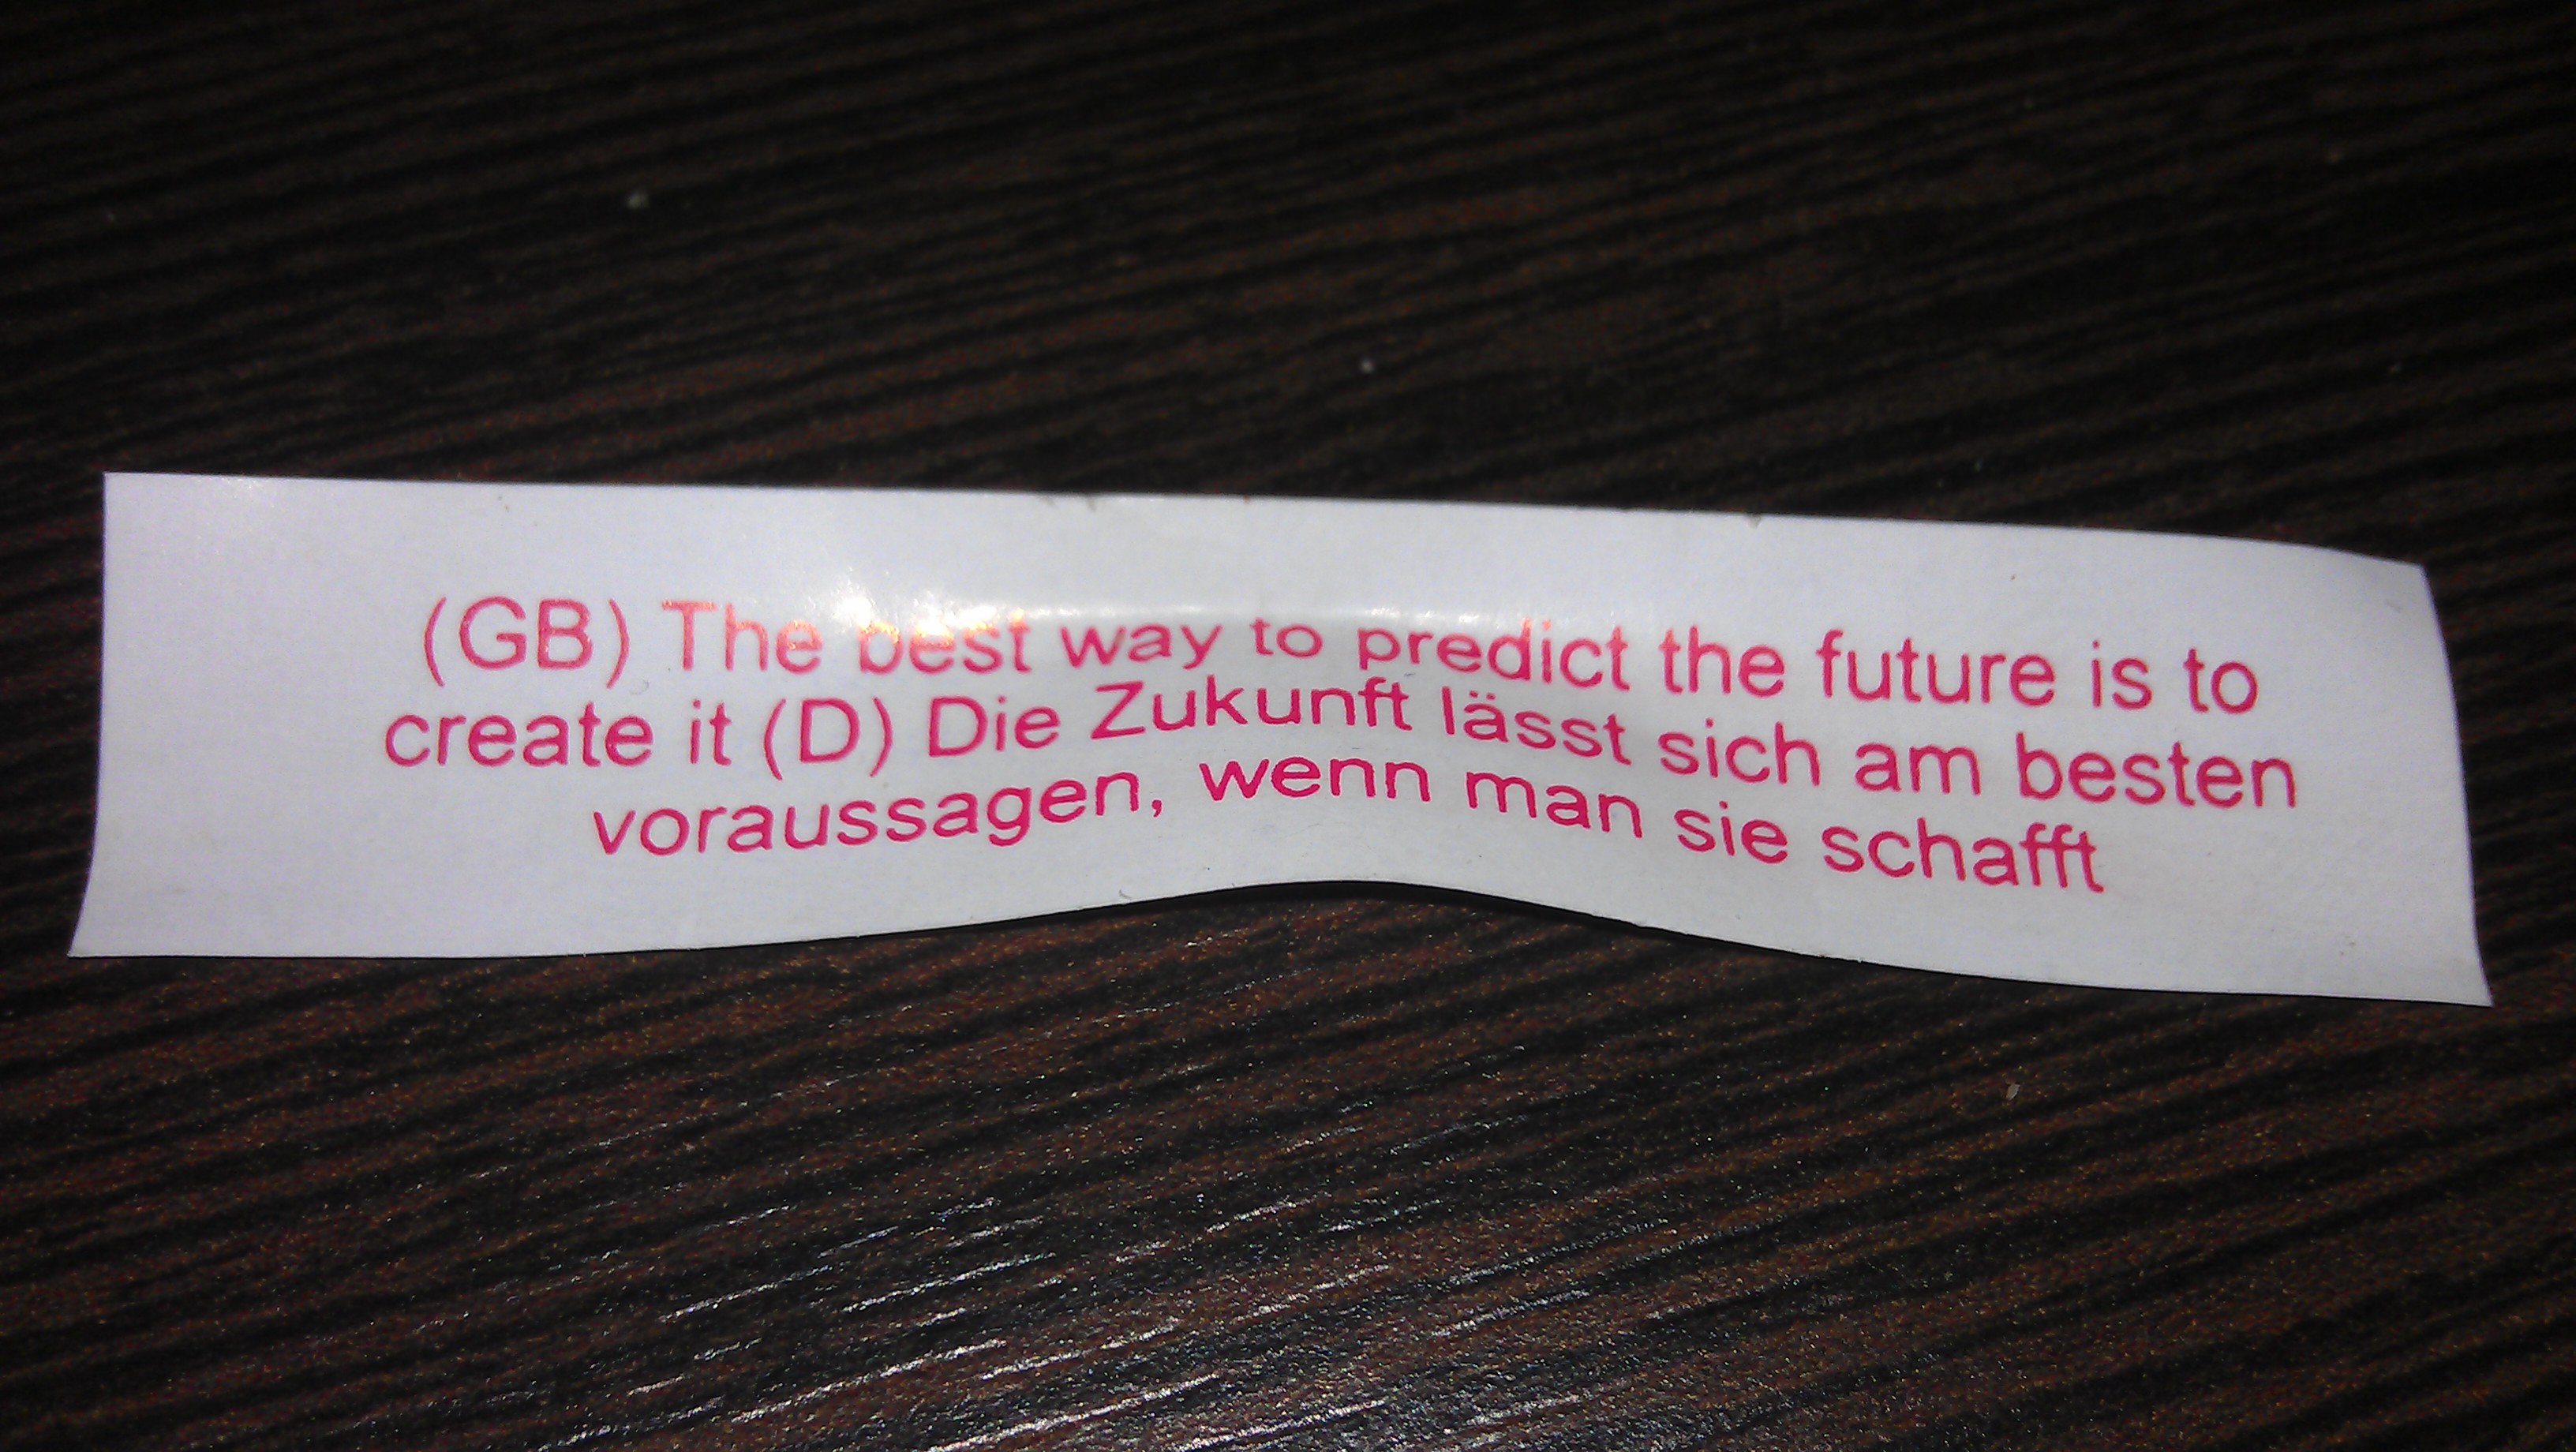 (GB) The best way to predict the future is to
create it (D) Die Zukunft lässt sich am besten
voraussagen, wenn man sie schafft